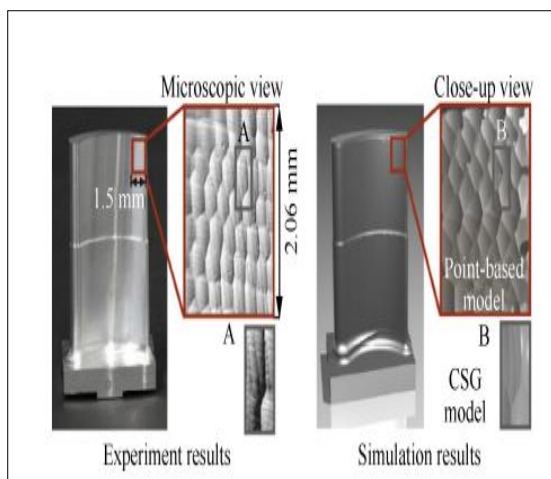 Microscopic view
A
1.5 mm
2.06 mm
A
Experiment results
Close-up view
B
Point-based
model
B
CSG
model
Simulation results